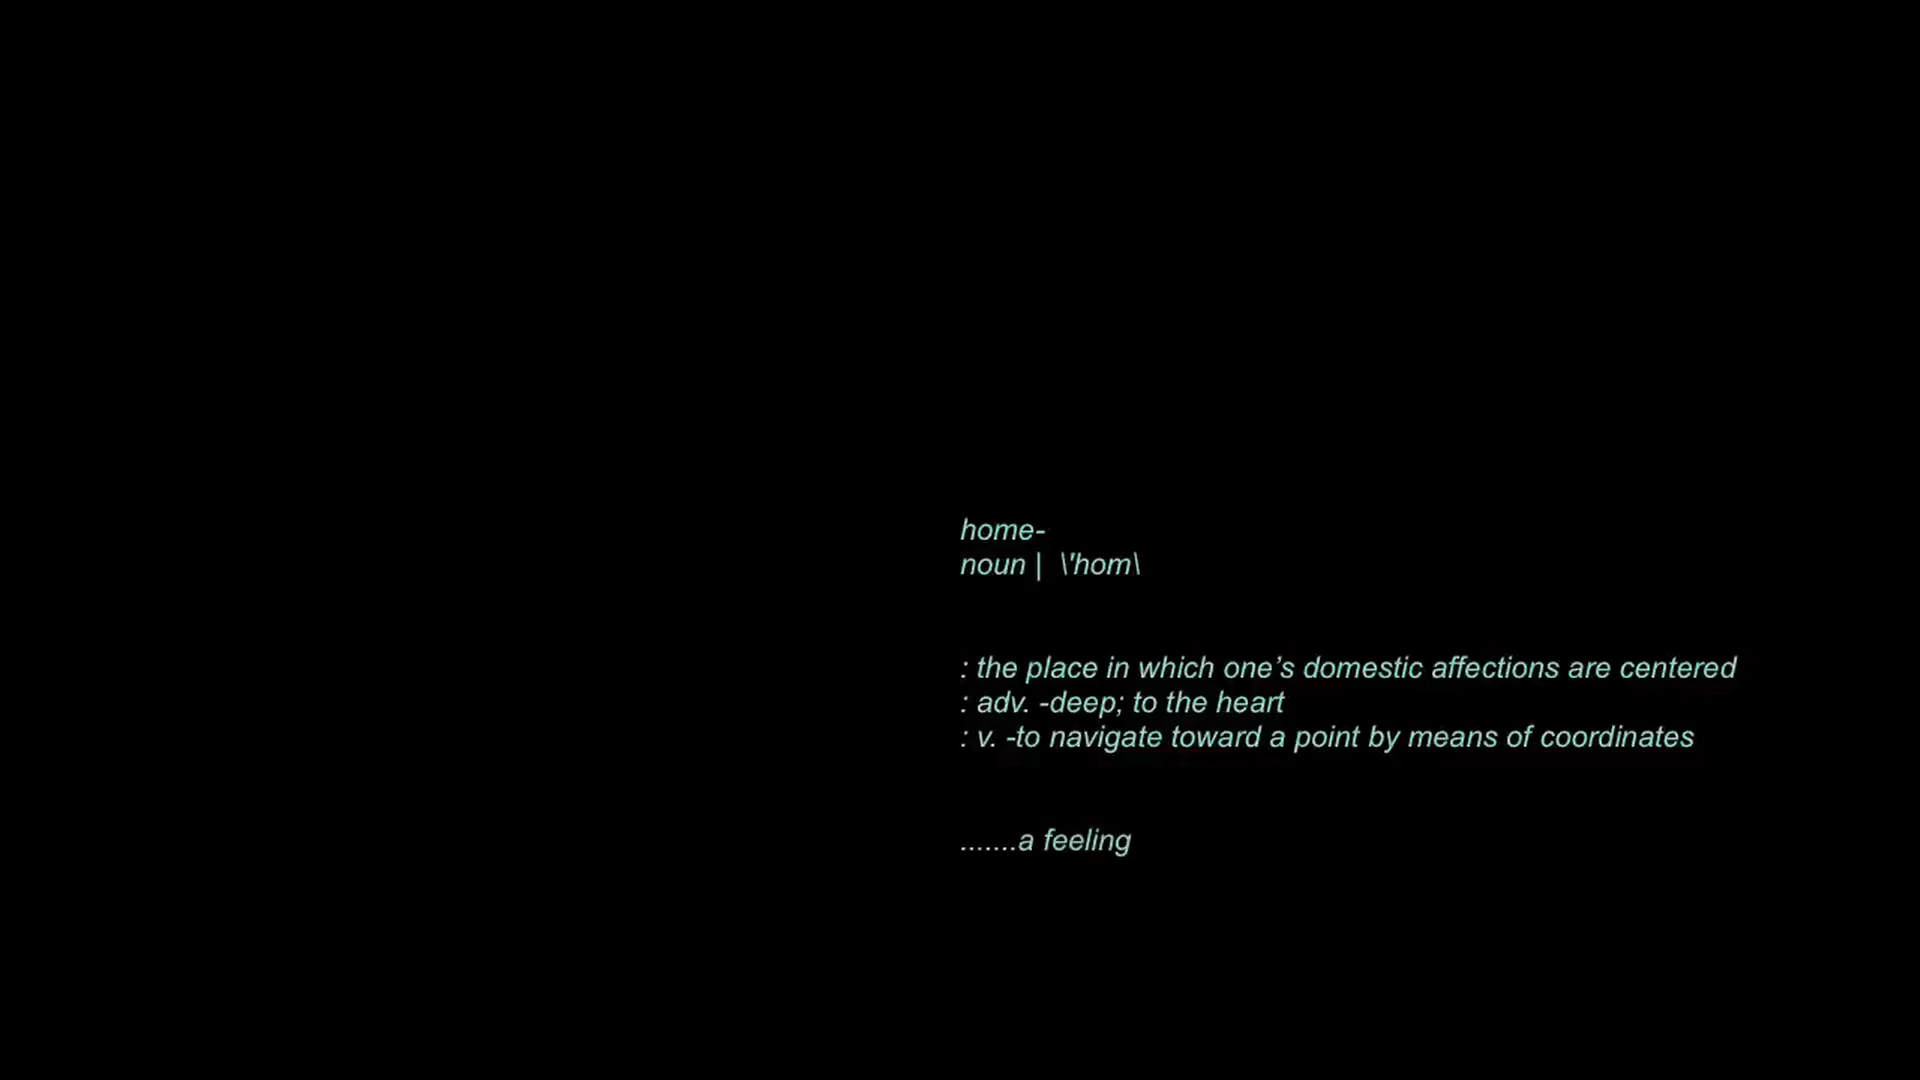 home-
noun |  \'hom\
: the place in which one’s domestic affections are centered
: adv. -deep; to the heart
: v. -to navigate toward a point by means of coordinates
.......a feeling